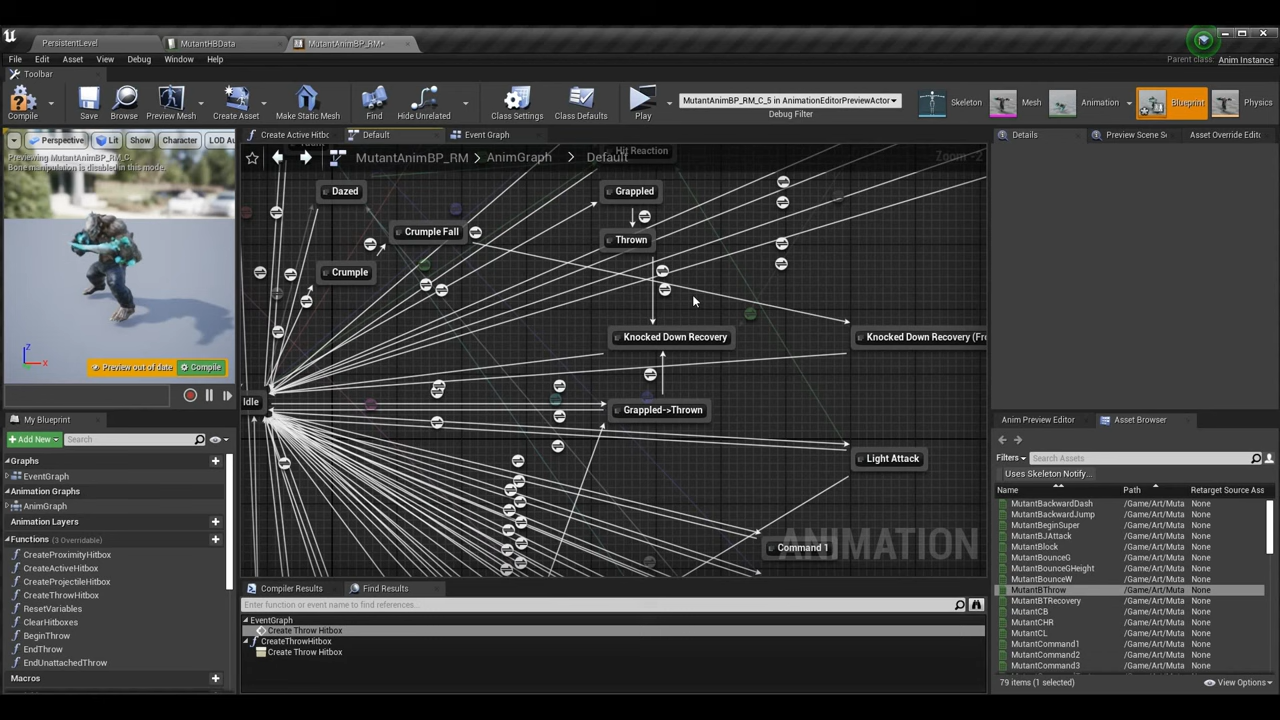 PersistentLevel
MutantHBData
MutantAnimBP_RM*
File Edit Asset View Debug Window Help
Parent class: Anim Instance
Toolbar
Compile
Save
Browse
Preview Mesh
Create Asset
Make Static Mesh
Find
Hide Unrelated
Class Settings
Class Defaults
Play
MutantAnimBP_RM_C_5 in AnimationEditorPreviewActor
Debug Filter
Skeleton
Mesh
Animation
Blueprint
Physics
Perspective
Lit
Show
Character
LOD Au
Previewing MutantAnimBP_RM_C.
Bone manipulation is disabled in this mode.
Preview out of date
Compile
Create Active Hitbc
Default
Event Graph
MutantAnimBP_RM > AnimGraph > Default
Zoom -2
Hit Reaction
Dazed
Grappled
Crumple Fall
Thrown
Crumple
Knocked Down Recovery
Knocked Down Recovery (Fro
Idle
Grappled->Thrown
Light Attack
Command 1
ANIMATION
My Blueprint
Add New
Search
Graphs
EventGraph
Animation Graphs
AnimGraph
Animation Layers
Functions (3 Overridable)
CreateProximityHitbox
CreateActiveHitbox
CreateProjectileHitbox
CreateThrowHitbox
ResetVariables
ClearHitboxes
BeginThrow
EndThrow
EndUnattachedThrow
Macros
Compiler Results
Find Results
Enter function or event name to find references...
EventGraph
Create Throw Hitbox
CreateThrowHitbox
Create Throw Hitbox
Details
Preview Scene Se
Asset Override Edit
Anim Preview Editor
Asset Browser
Filters
Search Assets
Uses Skeleton Notify...
Name Path Retarget Source Ass
MutantBackwardDash /Game/Art/Muta None
MutantBackwardJump /Game/Art/Muta None
MutantBeginSuper /Game/Art/Muta None
MutantBJAttack /Game/Art/Muta None
MutantBlock /Game/Art/Muta None
MutantBounceG /Game/Art/Muta None
MutantBounceGHeight /Game/Art/Muta None
MutantBounceW /Game/Art/Muta None
MutantBThrow /Game/Art/Muta None
MutantBTRecovery /Game/Art/Muta None
MutantCB /Game/Art/Muta None
MutantCHR /Game/Art/Muta None
MutantCL /Game/Art/Muta None
MutantCommand1 /Game/Art/Muta None
MutantCommand2 /Game/Art/Muta None
MutantCommand3 /Game/Art/Muta None
79 items (1 selected)
View Options